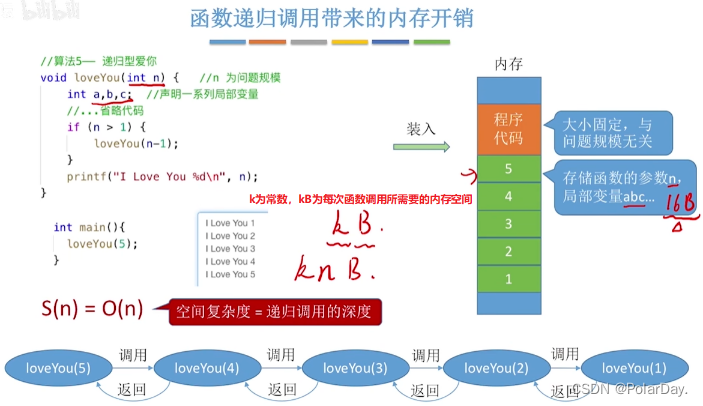 函数递归调用带来的内存开销
//算法5—— 递归型爱你
void loveYou(int n) { //n 为问题规模
int a,b,c; //声明一系列局部变量
//...省略代码
if (n > 1) {
loveYou(n-1);
}
printf("I Love You %d\n", n);
}
int main(){
loveYou(5);
}
I Love You 1
I Love You 2
I Love You 3
I Love You 4
I Love You 5
k为常数，kB为每次函数调用所需要的内存空间
k B.
k n B.
装入
内存
程序
代码
5
4
3
2
1
大小固定，与
问题规模无关
存储函数的参数n，
局部变量abc...
16B
S(n) = O(n)
空间复杂度 = 递归调用的深度
loveYou(5)
调用
返回
loveYou(4)
调用
返回
loveYou(3)
调用
返回
loveYou(2)
调用
返回
loveYou(1)
CSDN @PolarDay.